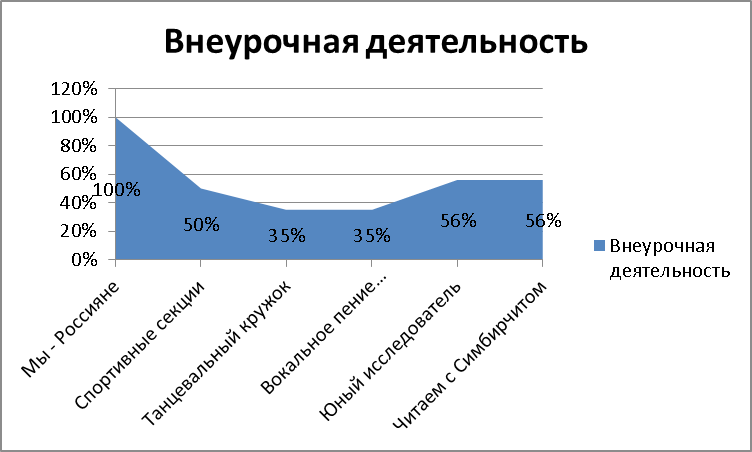 Внеурочная деятельность
120%
100%
80%
60%
40%
20%
0%
100%
50%
35%
35%
56%
56%
Мы - Россияне
Спортивные секции
Танцевальный кружок
Вокальное пение...
Юный исследователь
Читаем с Симбирчитом
Внеурочная
деятельность